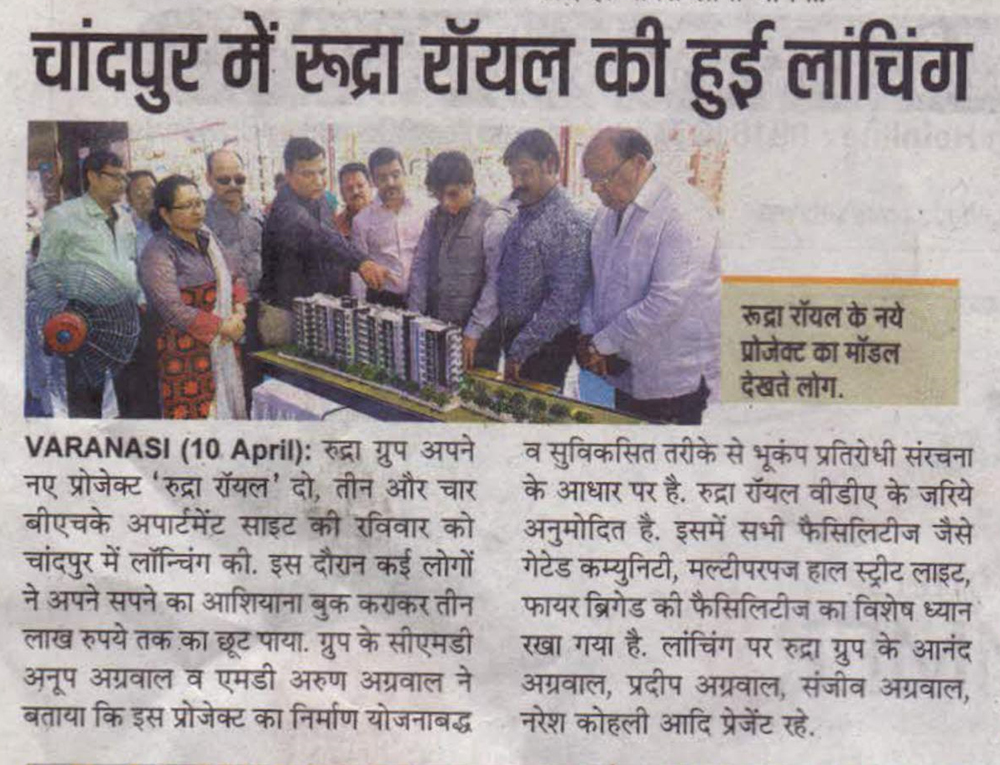 चांदपुर में रूद्रा रॉयल की हुई लांचिंग
रूद्रा रॉयल के नये
प्रोजेक्ट का मॉडल
देखते लोग.
VARANASI (10 April): रुद्रा ग्रुप अपने
नए प्रोजेक्ट ‘रुद्रा रॉयल’ दो, तीन और चार
बीएचके अपार्टमेंट साइट की रविवार को
चांदपुर में लॉन्चिंग की. इस दौरान कई लोगों
ने अपने सपने का आशियाना बुक कराकर तीन
लाख रुपये तक का छूट पाया. ग्रुप के सीएमडी
अनूप अग्रवाल व एमडी अरुण अग्रवाल ने
बताया कि इस प्रोजेक्ट का निर्माण योजनाबद्ध
व सुविकसित तरीके से भूकंप प्रतिरोधी संरचना
के आधार पर है. रुद्रा रॉयल वीडीए के जरिये
अनुमोदित है. इसमें सभी फैसिलिटीज जैसे
गेटेड कम्युनिटी, मल्टीपरपज हाल स्ट्रीट लाइट,
फायर ब्रिगेड की फैसिलिटीज का विशेष ध्यान
रखा गया है. लांचिंग पर रुद्रा ग्रुप के आनंद
अग्रवाल, प्रदीप अग्रवाल, संजीव अग्रवाल,
नरेश कोहली आदि प्रेजेंट रहे.